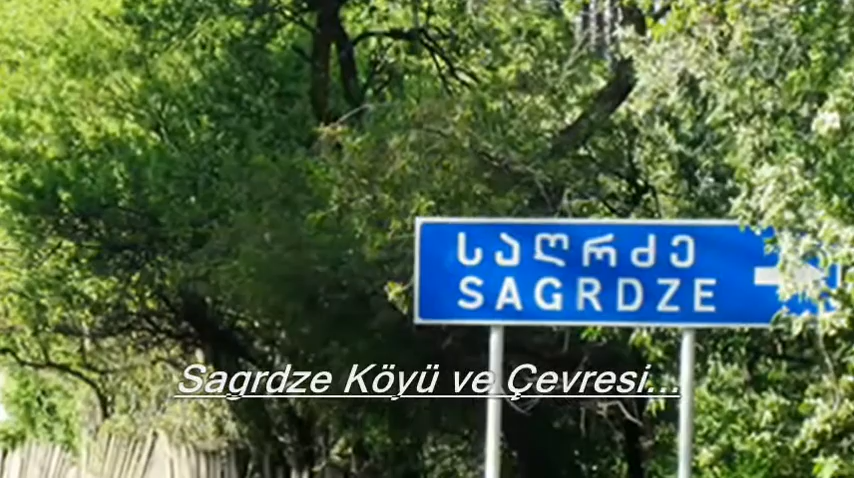 საღრძე
SAGRDZE
Sagrdze Köyü ve Çevresi...